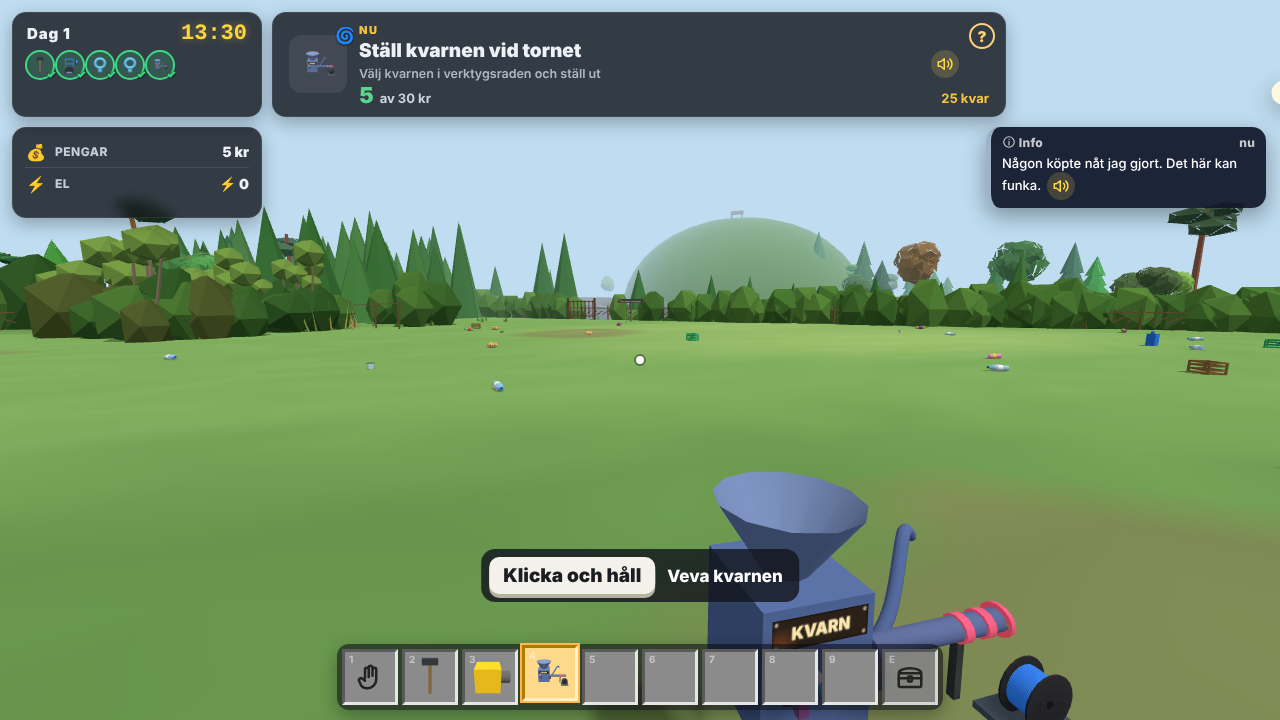 Dag 1
13:30
NU
Ställ kvarnen vid tornet
Välj kvarnen i verktygsraden och ställ ut
5 av 30 kr
25 kvar
?
PENGAR
5 kr
EL
0
Info
nu
Någon köpte nåt jag gjort. Det här kan
funka.
Klicka och håll
Veva kvarnen
KVARN
1
2
3
4
5
6
7
8
9
E